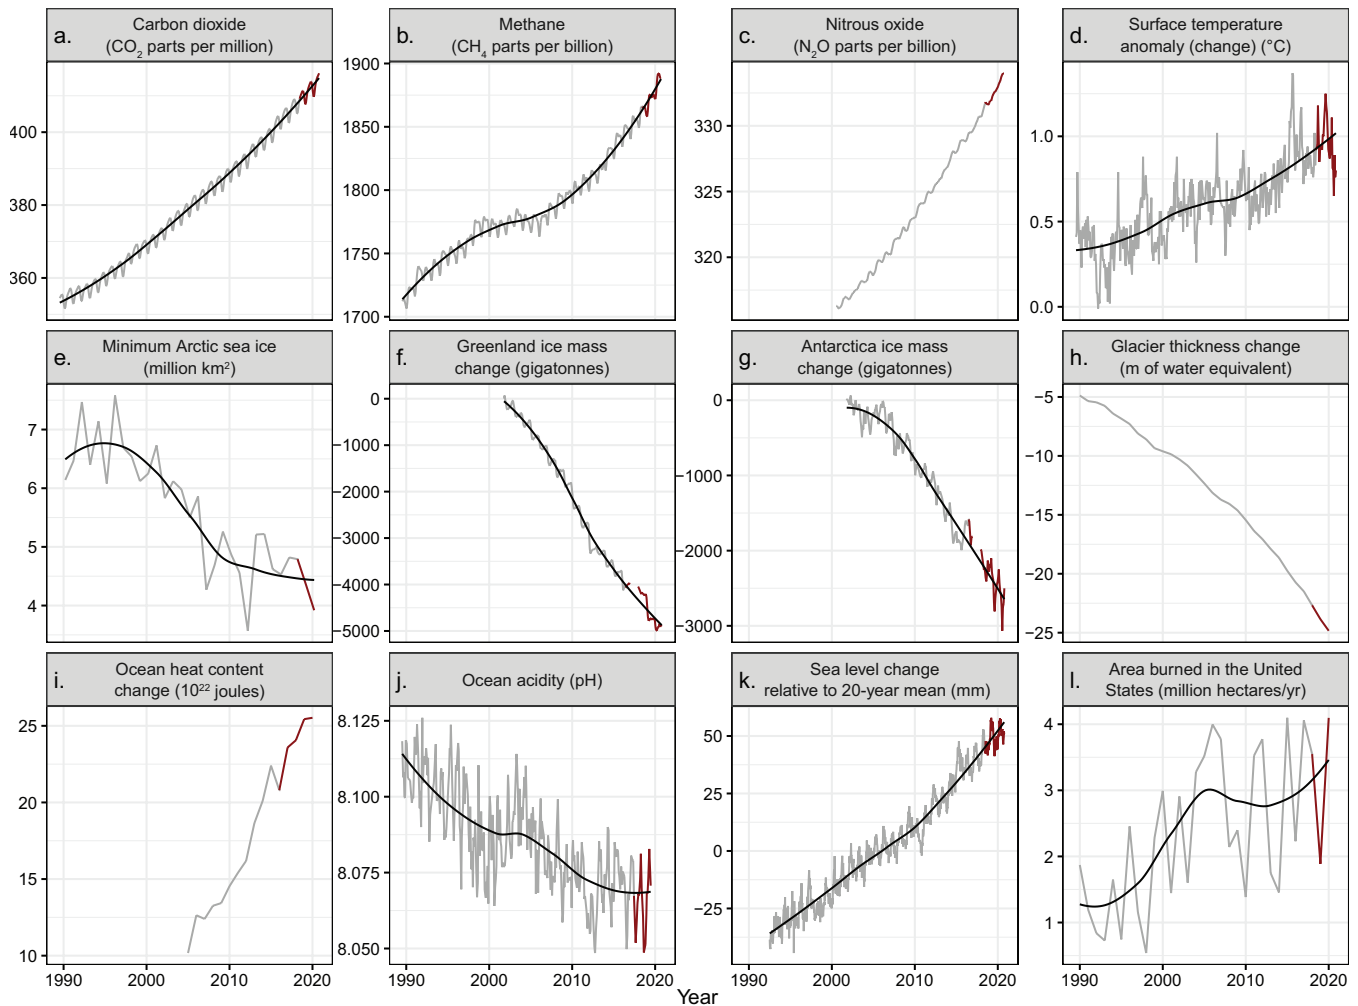 a.
Carbon dioxide
(CO₂ parts per million)
b.
Methane
(CH₄ parts per billion)
c.
Nitrous oxide
(N₂O parts per billion)
d.
Surface temperature
anomaly (change) (°C)
400
380
360
1900
1850
1800
1750
1700
330
325
320
1.0
0.5
0.0
e.
Minimum Arctic sea ice
(million km²)
f.
Greenland ice mass
change (gigatonnes)
g.
Antarctica ice mass
change (gigatonnes)
h.
Glacier thickness change
(m of water equivalent)
7
6
5
4
0
−1000
−2000
−3000
−4000
−5000
0
−1000
−2000
−3000
−5
−10
−15
−20
−25
i.
Ocean heat content
change (10²² joules)
j.
Ocean acidity (pH)
k.
Sea level change
relative to 20-year mean (mm)
l.
Area burned in the United
States (million hectares/yr)
25
20
15
10
8.125
8.100
8.075
8.050
50
25
0
−25
4
3
2
1
1990 2000 2010 2020
1990 2000 2010 2020
1990 2000 2010 2020
1990 2000 2010 2020
Year